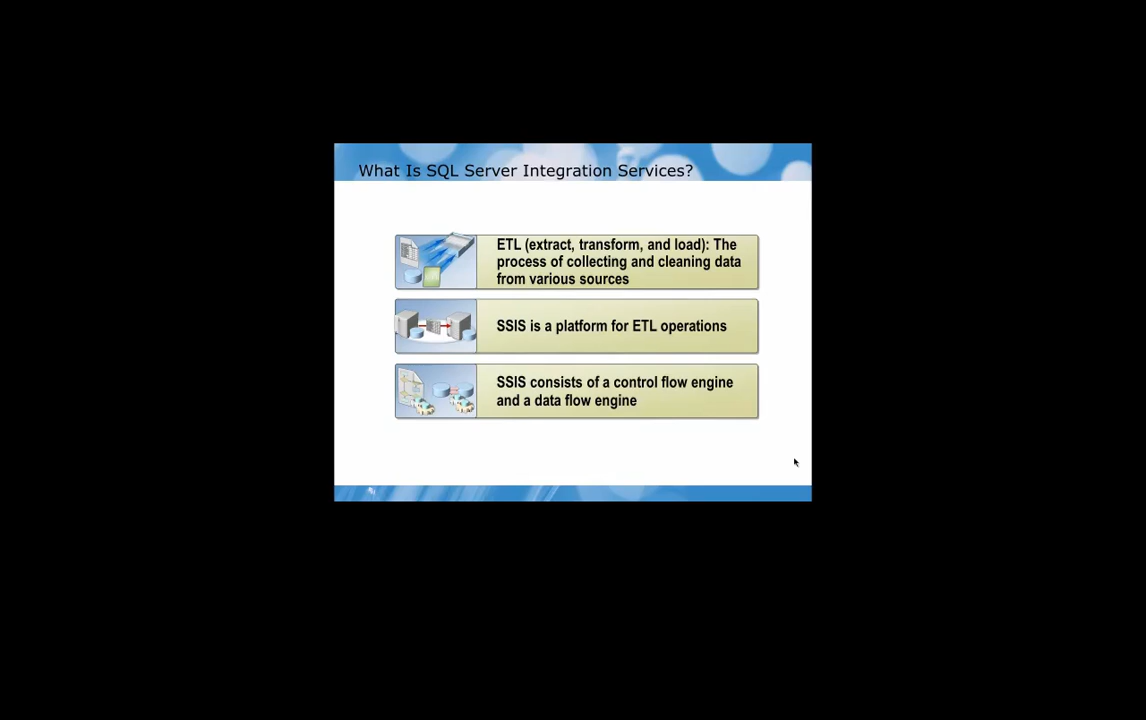 What Is SQL Server Integration Services?
ETL (extract, transform, and load): The
process of collecting and cleaning data
from various sources
SSIS is a platform for ETL operations
SSIS consists of a control flow engine
and a data flow engine